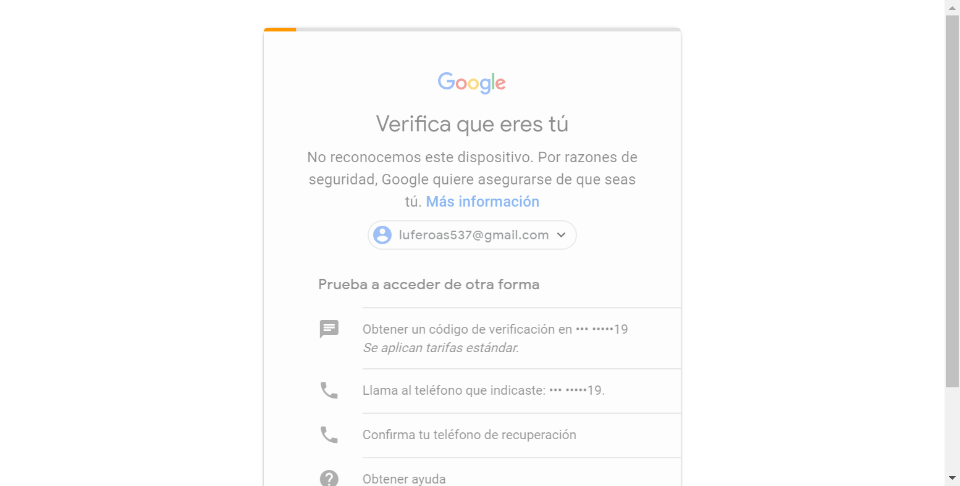 Google
Verifica que eres tú
No reconocemos este dispositivo. Por razones de
seguridad, Google quiere asegurarse de que seas
tú. Más información
luferoas537@gmail.com
Prueba a acceder de otra forma
Obtener un código de verificación en ••• •••••19
Se aplican tarifas estándar.
Llama al teléfono que indicaste: ••• •••••19.
Confirma tu teléfono de recuperación
Obtener ayuda